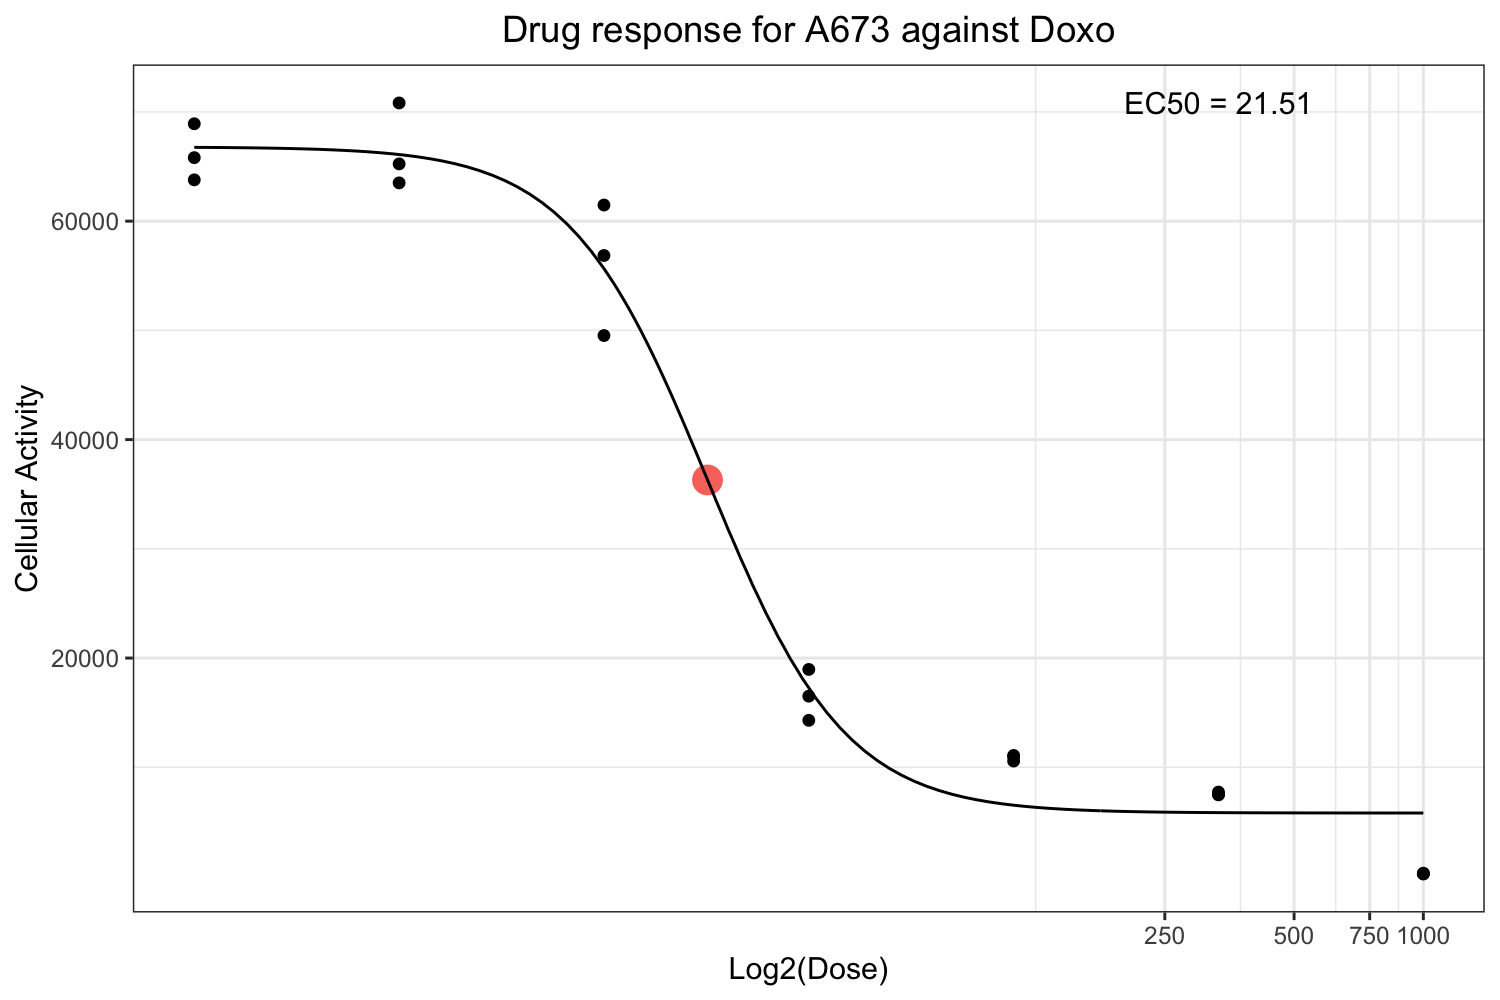 Drug response for A673 against Doxo
EC50 = 21.51
Cellular Activity
60000
40000
20000
250 500 750 1000
Log2(Dose)